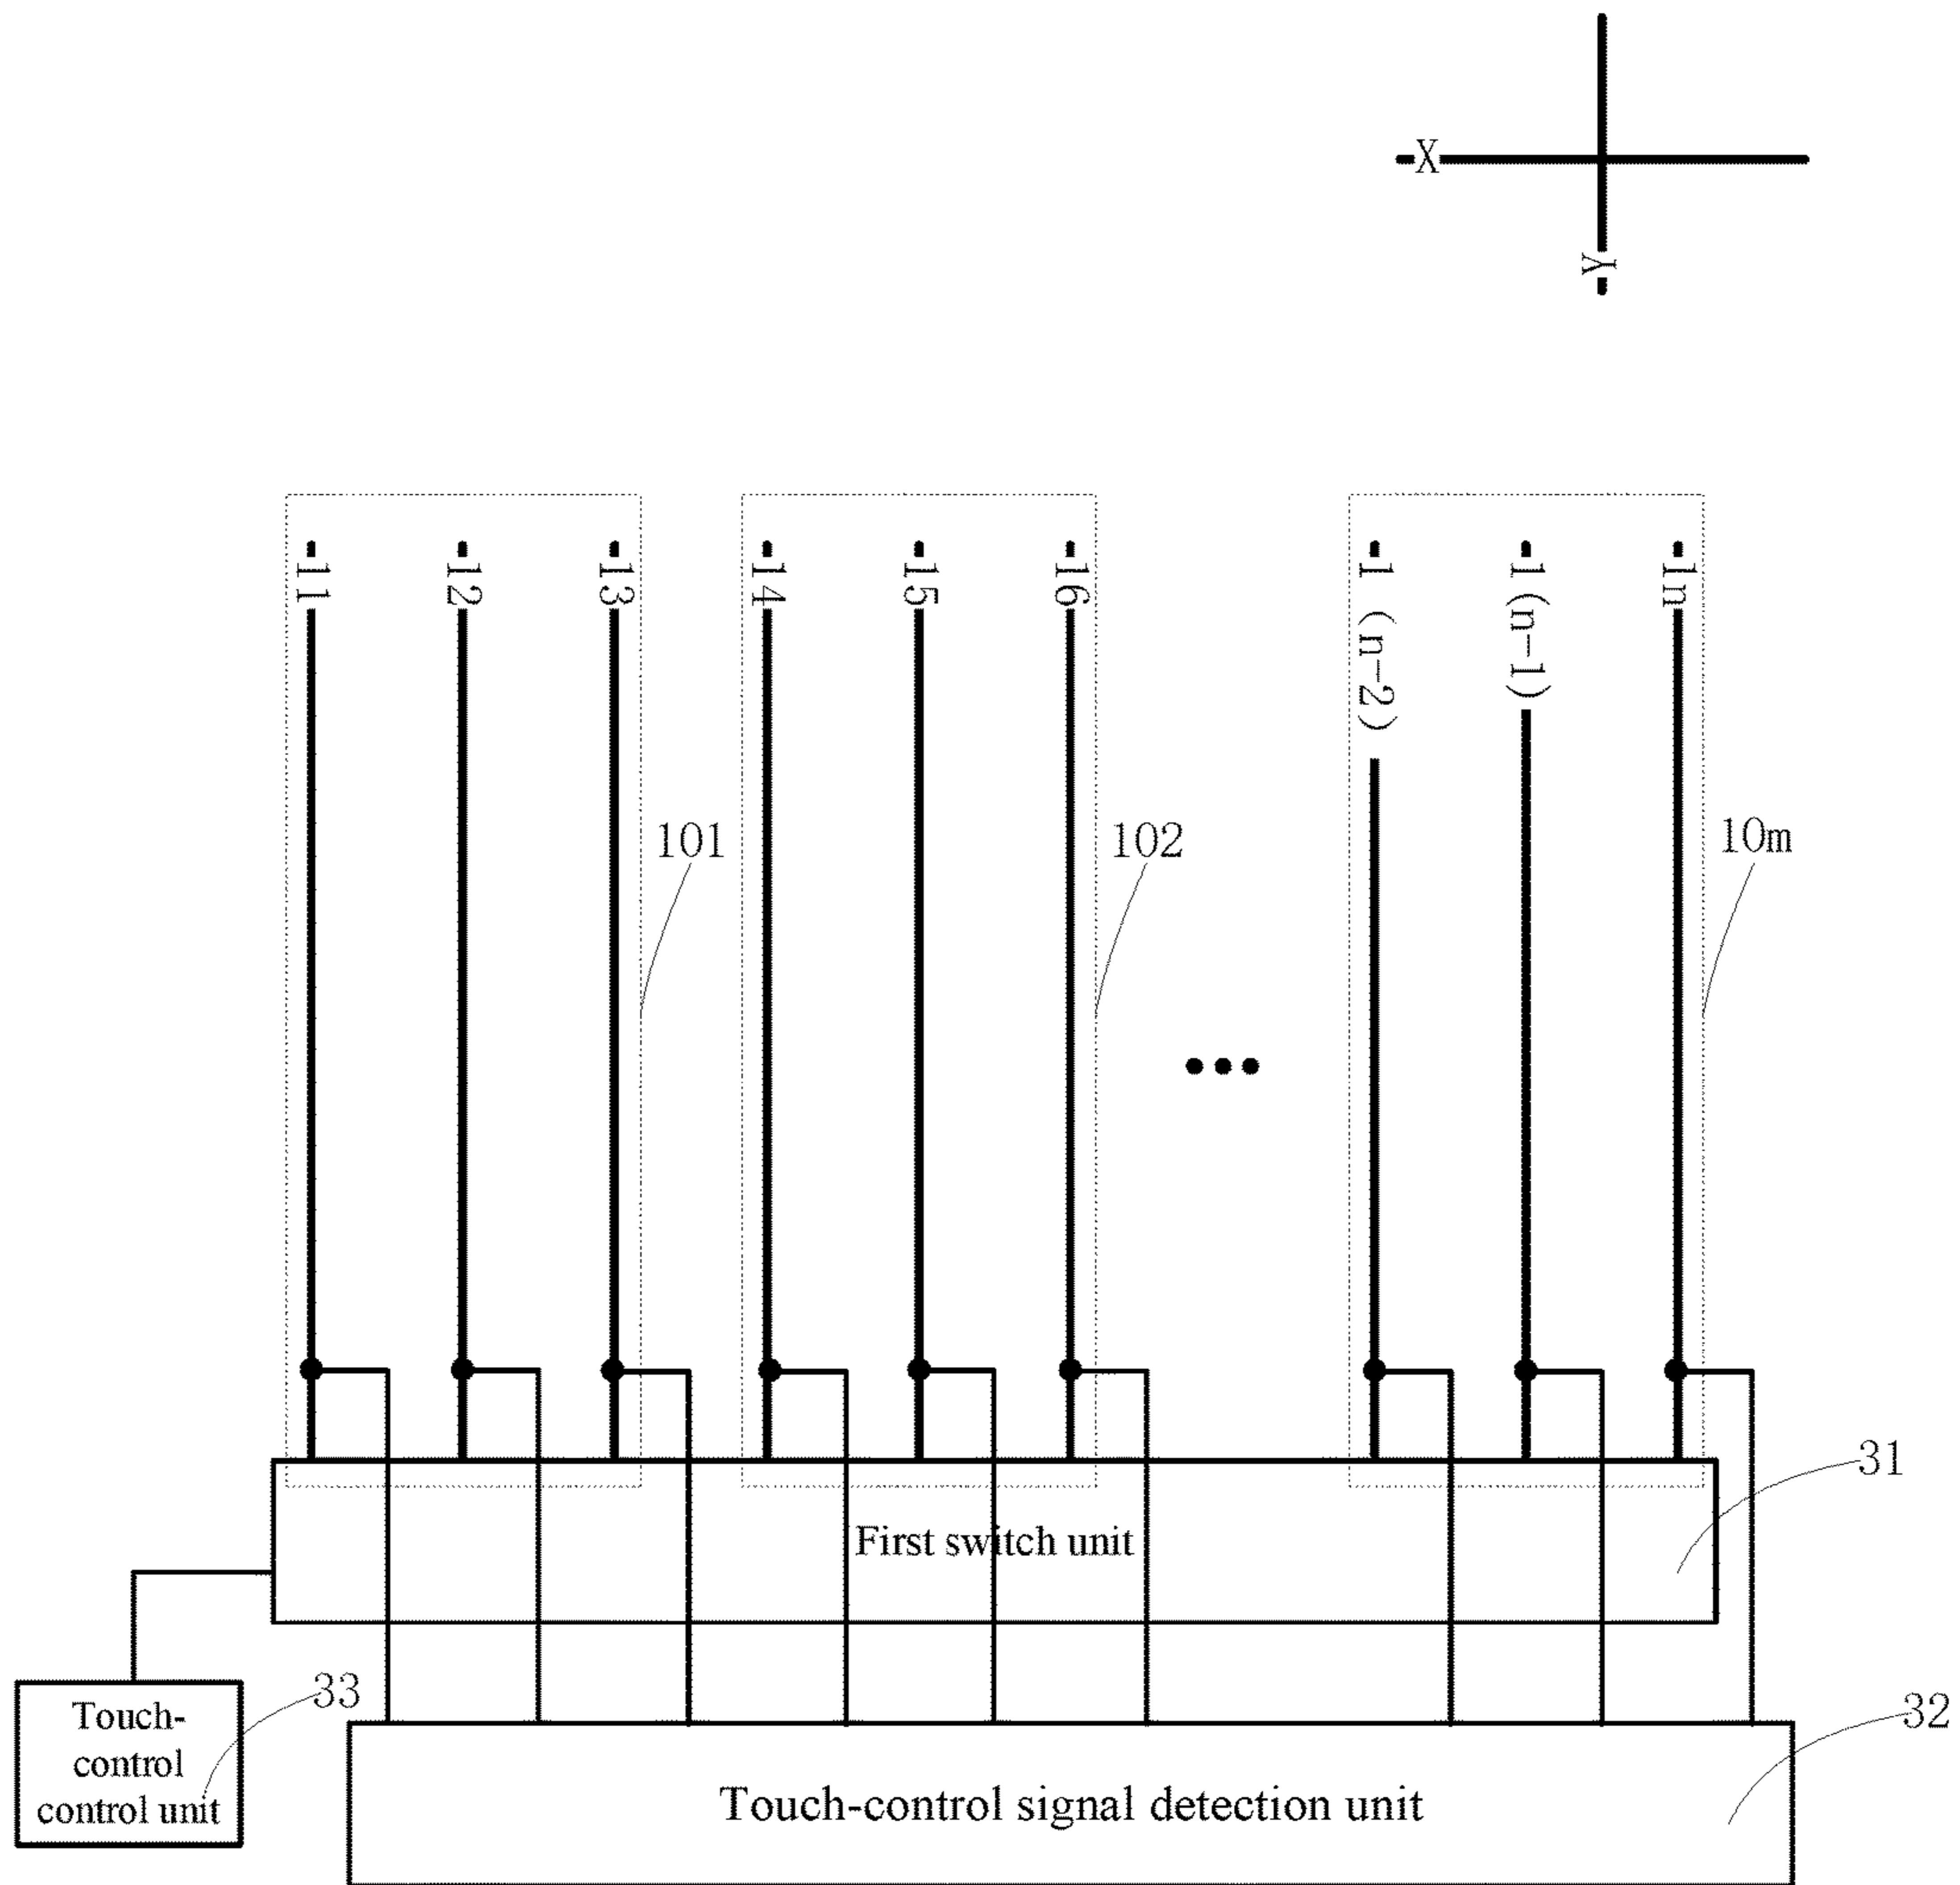 X
Y
11
12
13
14
15
16
1 (n-2)
1(n-1)
1n
101
102
10m
31
First switch unit
33
Touch-
control
control unit
32
Touch-control signal detection unit